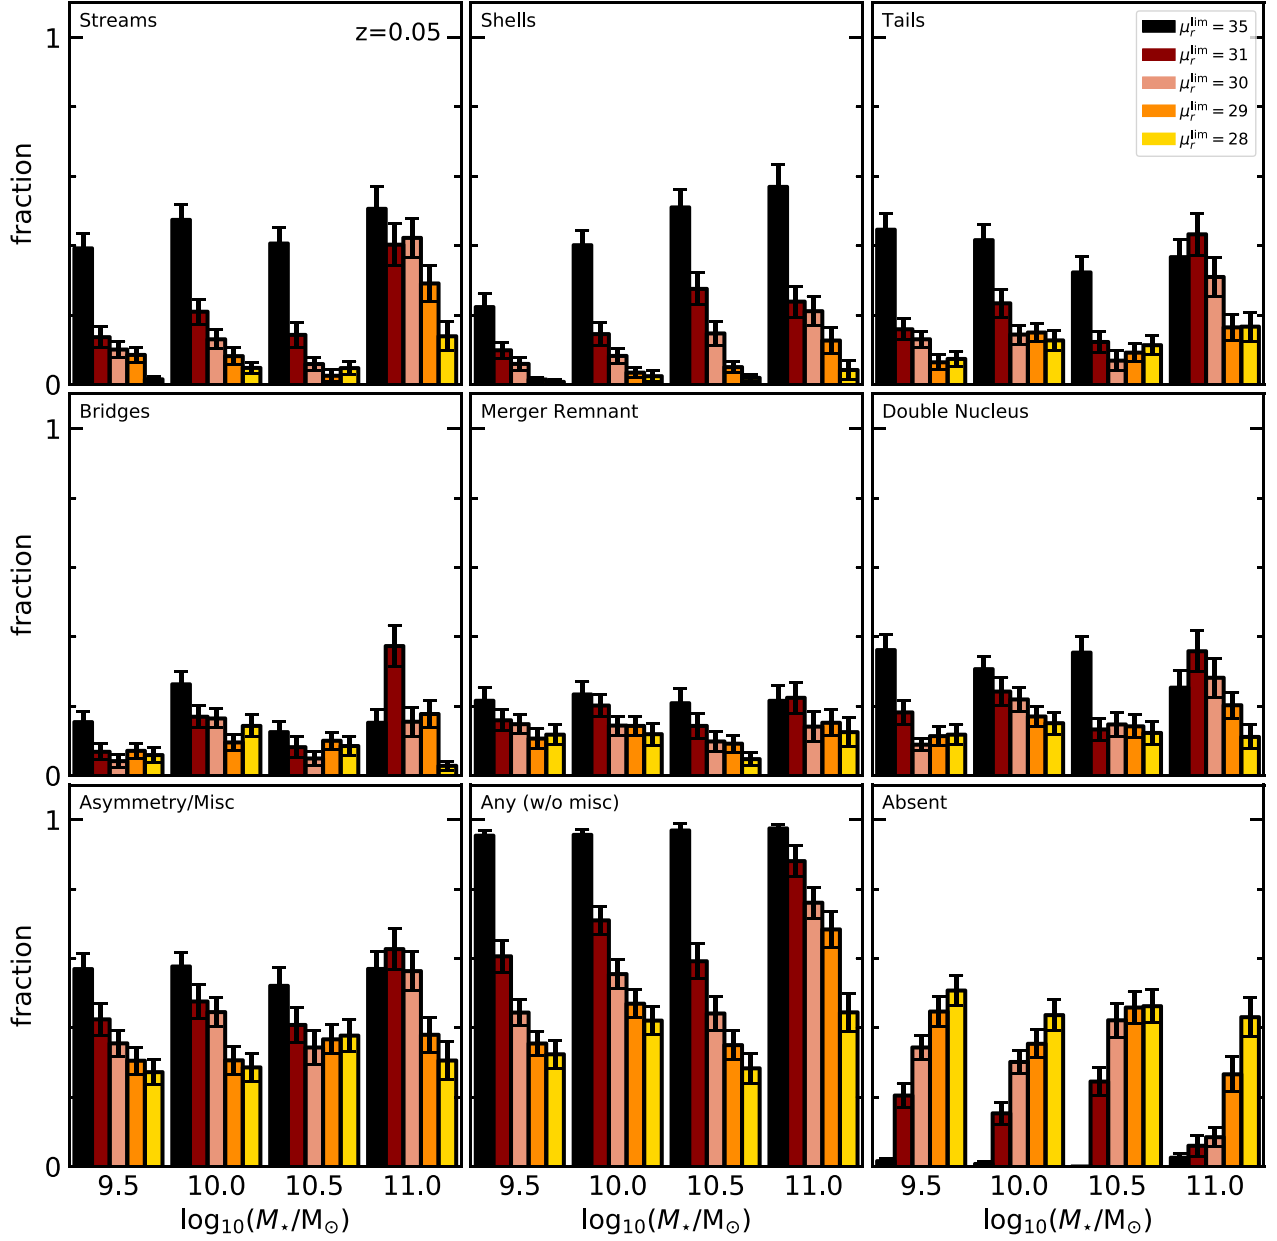 Streams
z=0.05
Shells
Tails
μ_r^lim = 35
μ_r^lim = 31
μ_r^lim = 30
μ_r^lim = 29
μ_r^lim = 28
1
fraction
0
Bridges
Merger Remnant
Double Nucleus
1
fraction
0
Asymmetry/Misc
Any (w/o misc)
Absent
1
fraction
0
9.5 10.0 10.5 11.0 9.5 10.0 10.5 11.0 9.5 10.0 10.5 11.0
log₁₀(M⋆/M⊙) log₁₀(M⋆/M⊙) log₁₀(M⋆/M⊙)